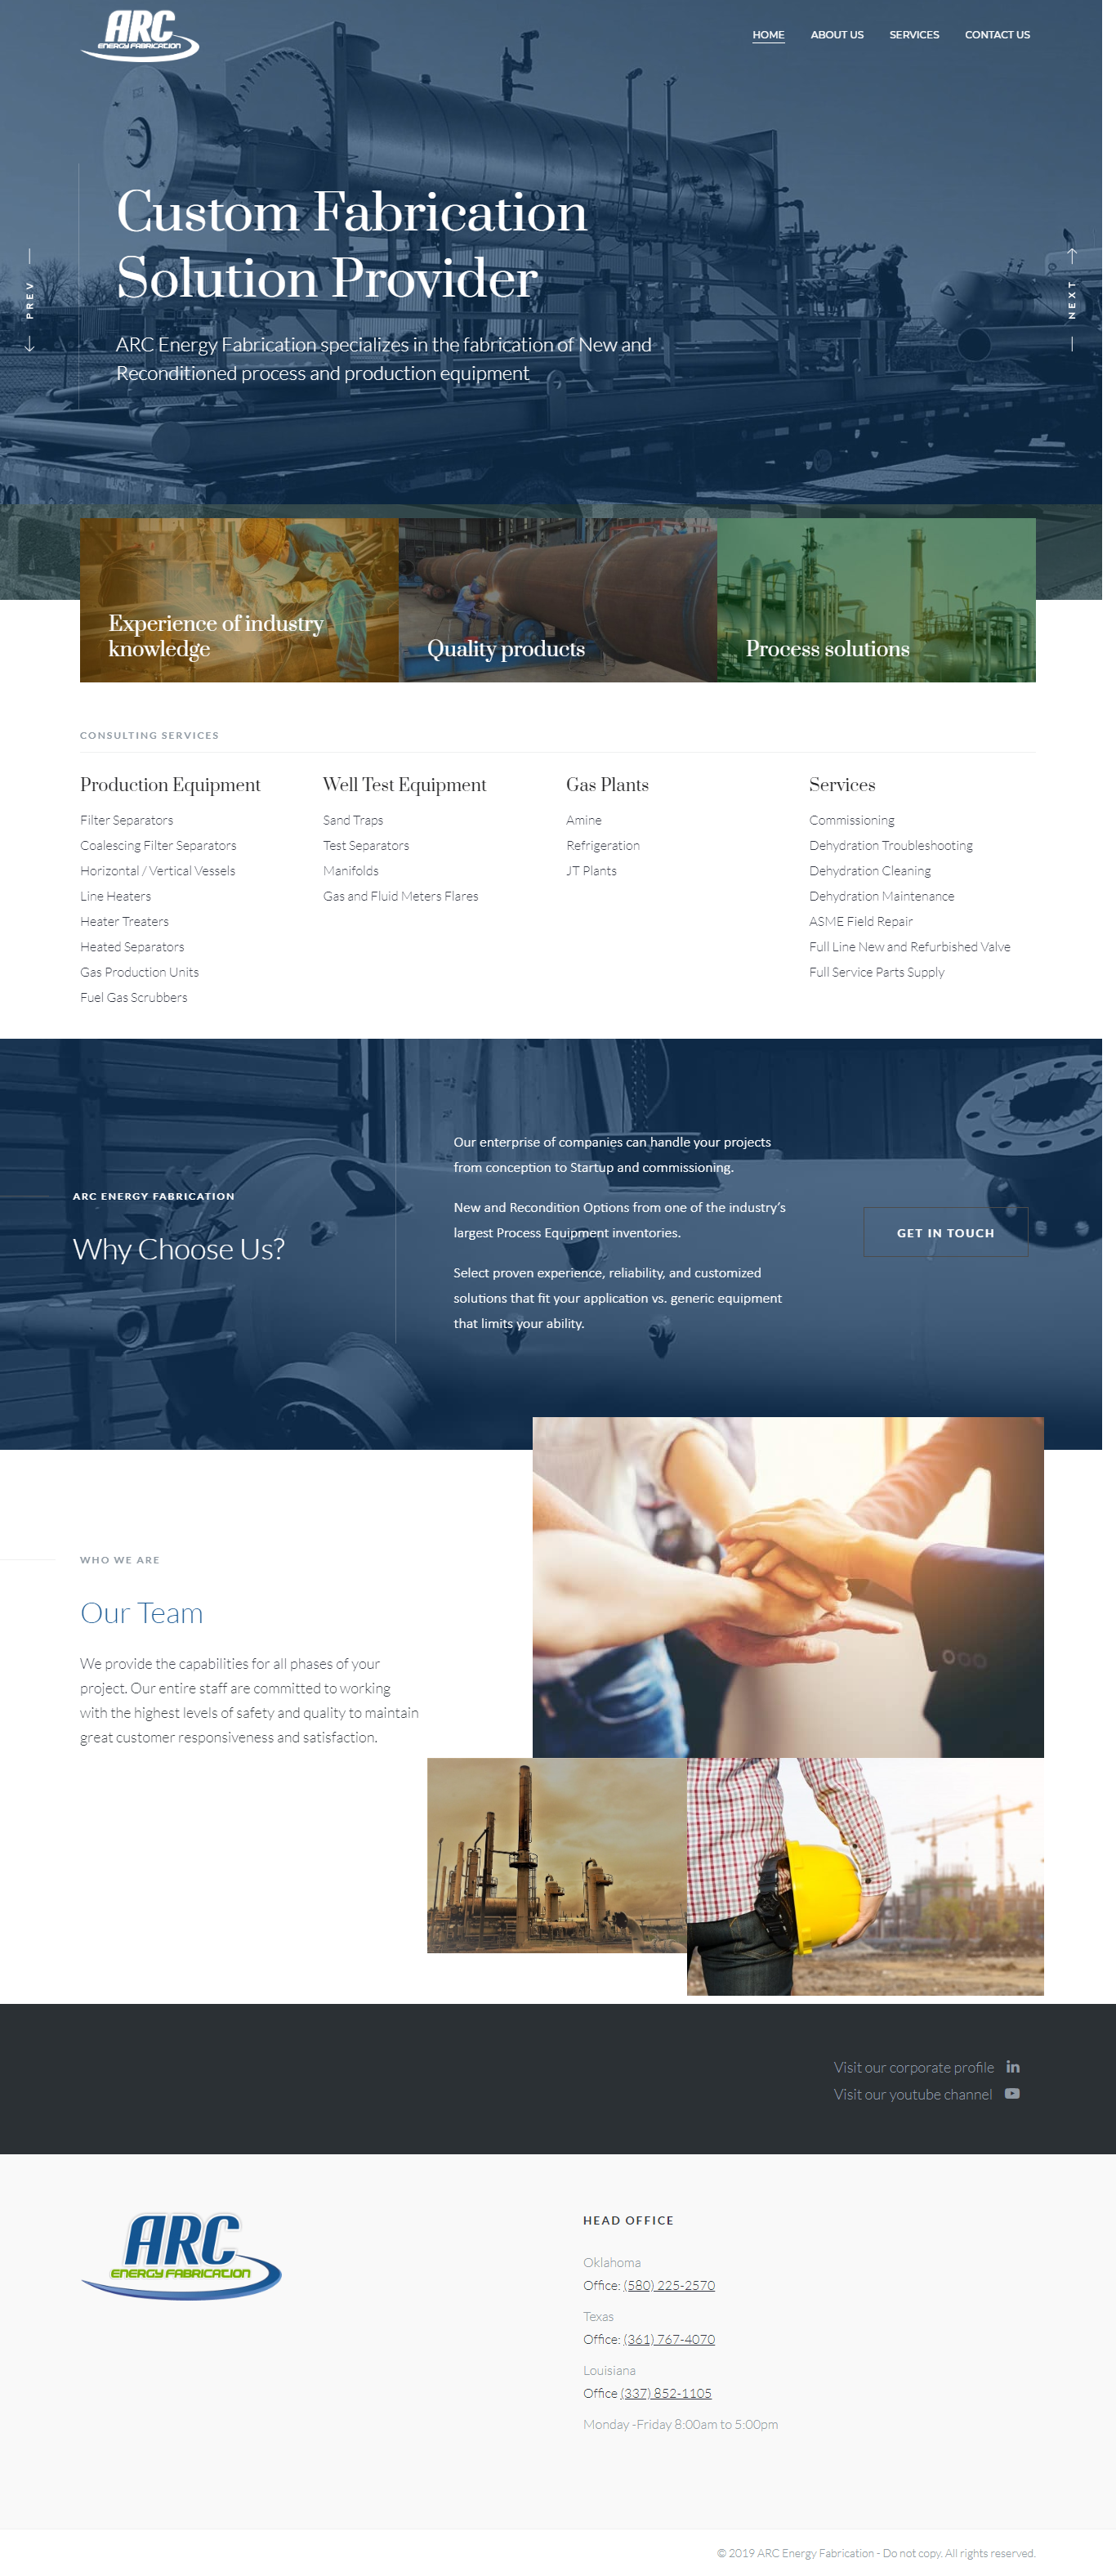 ARC
ENERGY FABRICATION
HOME
ABOUT US
SERVICES
CONTACT US
Custom Fabrication
Solution Provider
ARC Energy Fabrication specializes in the fabrication of New and
Reconditioned process and production equipment
PREV
NEXT
Experience of industry
knowledge
Quality products
Process solutions
CONSULTING SERVICES
Production Equipment
Filter Separators
Coalescing Filter Separators
Horizontal / Vertical Vessels
Line Heaters
Heater Treaters
Heated Separators
Gas Production Units
Fuel Gas Scrubbers
Well Test Equipment
Sand Traps
Test Separators
Manifolds
Gas and Fluid Meters Flares
Gas Plants
Amine
Refrigeration
JT Plants
Services
Commissioning
Dehydration Troubleshooting
Dehydration Cleaning
Dehydration Maintenance
ASME Field Repair
Full Line New and Refurbished Valve
Full Service Parts Supply
ARC ENERGY FABRICATION
Why Choose Us?
Our enterprise of companies can handle your projects
from conception to Startup and commissioning.
New and Recondition Options from one of the industry's
largest Process Equipment inventories.
Select proven experience, reliability, and customized
solutions that fit your application vs. generic equipment
that limits your ability.
GET IN TOUCH
WHO WE ARE
Our Team
We provide the capabilities for all phases of your
project. Our entire staff are committed to working
with the highest levels of safety and quality to maintain
great customer responsiveness and satisfaction.
Visit our corporate profile
Visit our youtube channel
ARC
ENERGY FABRICATION
HEAD OFFICE
Oklahoma
Office: (580) 225-2570
Texas
Office: (361) 767-4070
Louisiana
Office (337) 852-1105
Monday -Friday 8:00am to 5:00pm
© 2019 ARC Energy Fabrication - Do not copy. All rights reserved.